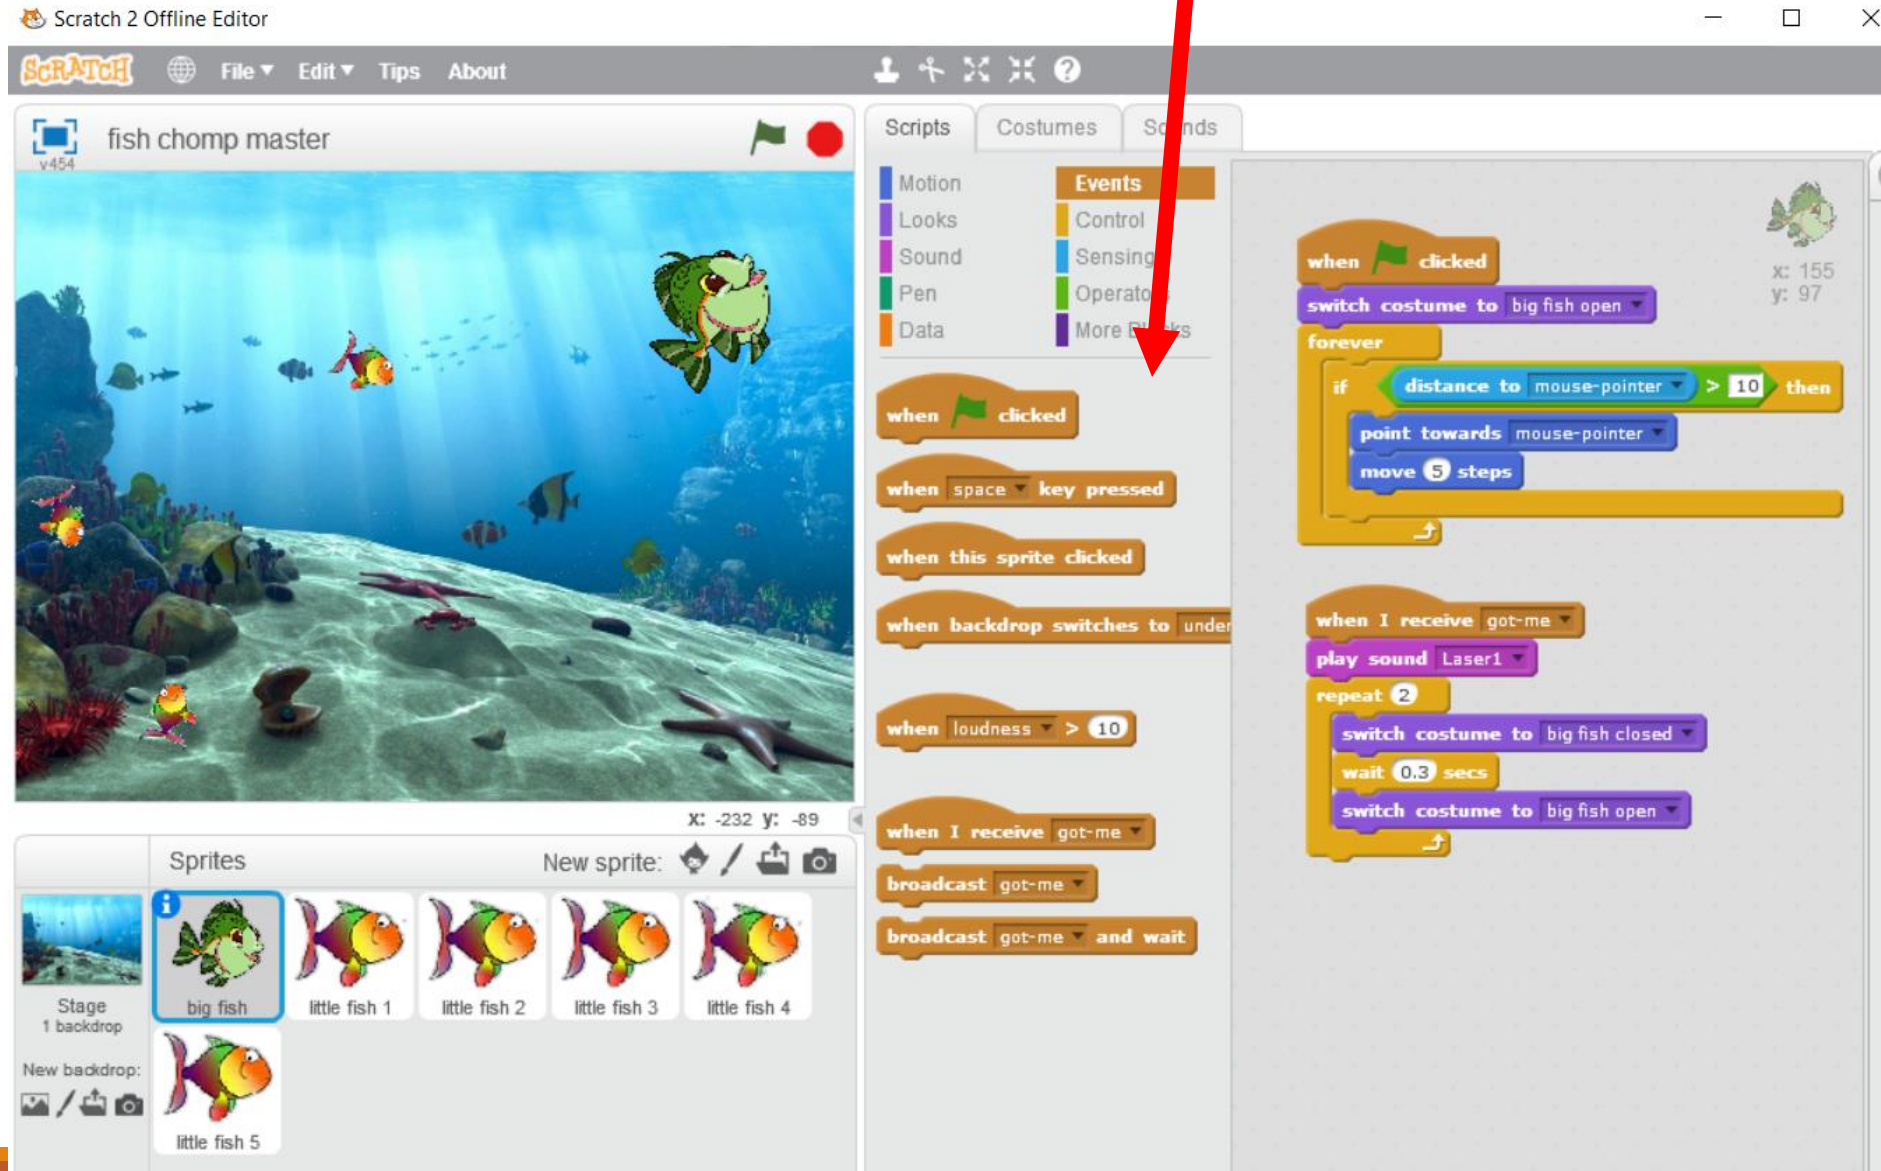 Scratch 2 Offline Editor
SCRATCH File Edit Tips About
v454 fish chomp master
x: -232 y: -89
Sprites New sprite:
Stage
1 backdrop
New backdrop:
big fish
little fish 1
little fish 2
little fish 3
little fish 4
little fish 5
Scripts Costumes Sounds
Motion
Looks
Sound
Pen
Data
Events
Control
Sensing
Operators
More Blocks
when clicked
when space key pressed
when this sprite clicked
when backdrop switches to under
when loudness > 10
when I receive got-me
broadcast got-me
broadcast got-me and wait
x: 155
y: 97
when clicked
switch costume to big fish open
forever
if distance to mouse-pointer > 10 then
point towards mouse-pointer
move 5 steps
when I receive got-me
play sound Laser1
repeat 2
switch costume to big fish closed
wait 0.3 secs
switch costume to big fish open